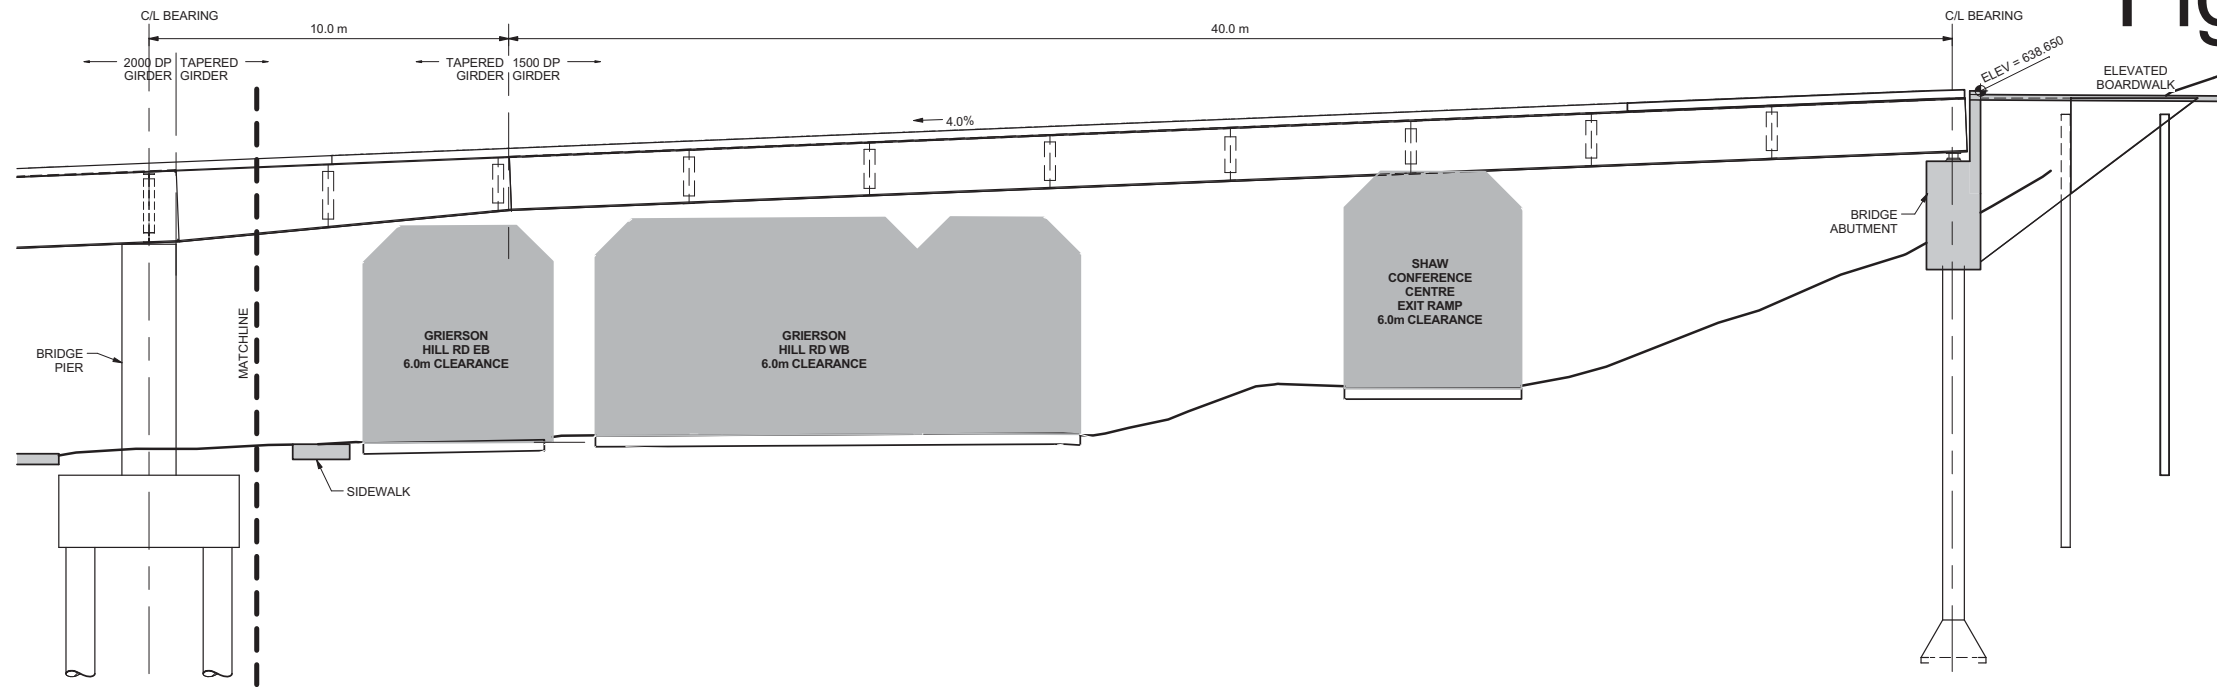 Fig
C/L BEARING
C/L BEARING
10.0 m
40.0 m
2000 DP
GIRDER
TAPERED
GIRDER
TAPERED
GIRDER
1500 DP
GIRDER
ELEV = 638.650
ELEVATED
BOARDWALK
4.0%
BRIDGE
ABUTMENT
SHAW
CONFERENCE
CENTRE
EXIT RAMP
6.0m CLEARANCE
MATCHLINE
GRIERSON
HILL RD EB
6.0m CLEARANCE
GRIERSON
HILL RD WB
6.0m CLEARANCE
BRIDGE
PIER
SIDEWALK